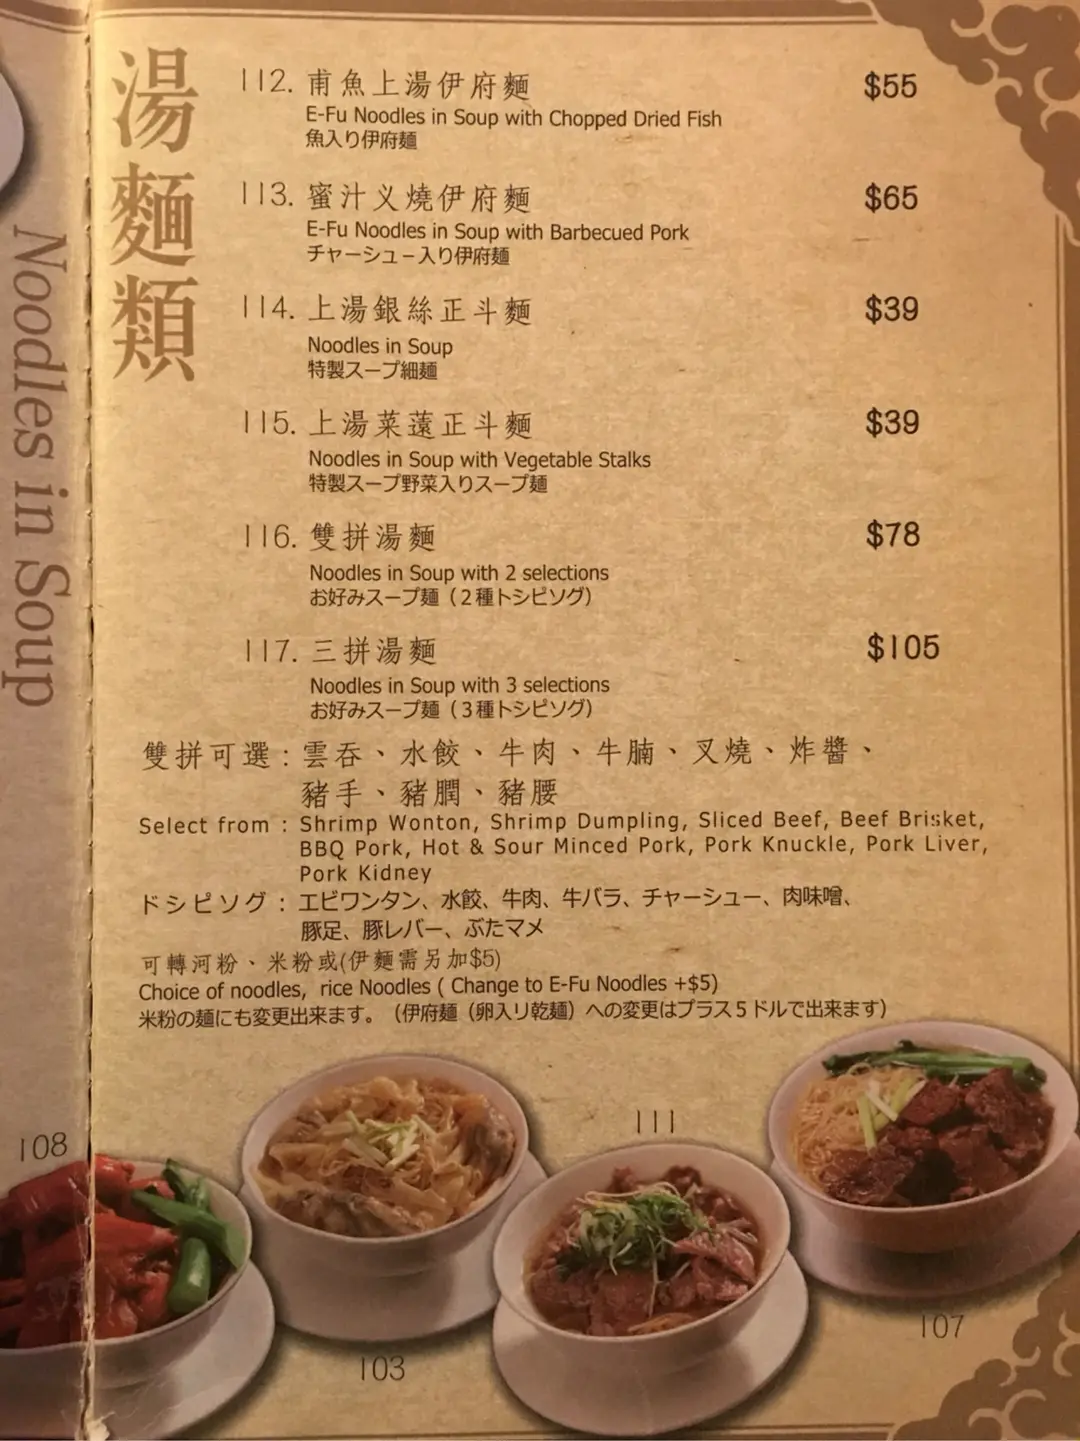 湯麵類
Noodles in Soup
112. 甫魚上湯伊府麵 $55
E-Fu Noodles in Soup with Chopped Dried Fish
魚入り伊府麺
113. 蜜汁义燒伊府麵 $65
E-Fu Noodles in Soup with Barbecued Pork
チャーシュー入り伊府麺
114. 上湯銀絲正斗麵 $39
Noodles in Soup
特製スープ細麺
115. 上湯菜薳正斗麵 $39
Noodles in Soup with Vegetable Stalks
特製スープ野菜入りスープ麺
116. 雙拼湯麵 $78
Noodles in Soup with 2 selections
お好みスープ麺（２種トシピソグ）
117. 三拼湯麵 $105
Noodles in Soup with 3 selections
お好みスープ麺（３種トシピソグ）
雙拼可選：雲吞、水餃、牛肉、牛腩、叉燒、炸醬、
豬手、豬膶、豬腰
Select from : Shrimp Wonton, Shrimp Dumpling, Sliced Beef, Beef Brisket,
BBQ Pork, Hot & Sour Minced Pork, Pork Knuckle, Pork Liver,
Pork Kidney
ドシピソグ：エビワンタン、水餃、牛肉、牛バラ、チャーシュー、肉味噌、
豚足、豚レバー、ぶたマメ
可轉河粉、米粉或(伊麵需另加$5)
Choice of noodles, rice Noodles ( Change to E-Fu Noodles +$5)
米粉の麺にも変更出来ます。（伊府麺（卵入リ乾麺）への変更はプラス５ドルで出来ます）
108
111
103
107